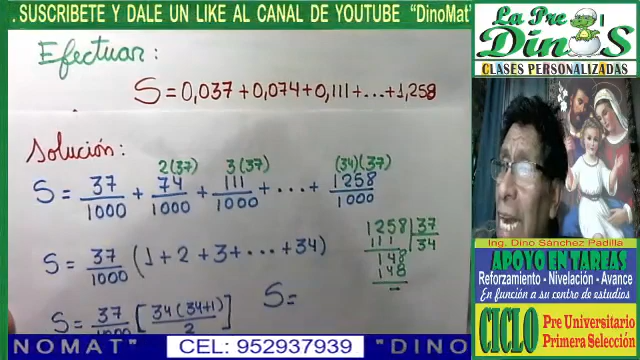 . SUSCRIBETE Y DALE UN LIKE AL CANAL DE YOUTUBE "DinoMat"
La Pre
DinoS
CLASES PERSONALIZADAS
Efectuar:
S = 0,037 + 0,074 + 0,111 + ... + 1,258
Solución:
2(37) 3(37) (34)(37)
S = 37/1000 + 74/1000 + 111/1000 + ... + 1258/1000
S = 37/1000 (1 + 2 + 3 + ... + 34)
1258 | 37
111 34
148
148
S = 37/1000 [34(34+1)/2]
S =
Ing. Dino Sánchez Padilla
APOYO EN TAREAS
Reforzamiento - Nivelación - Avance
En función a su centro de estudios
CICLO Pre Universitario
Primera Selección
NOMAT" CEL: 952937939 "DINO